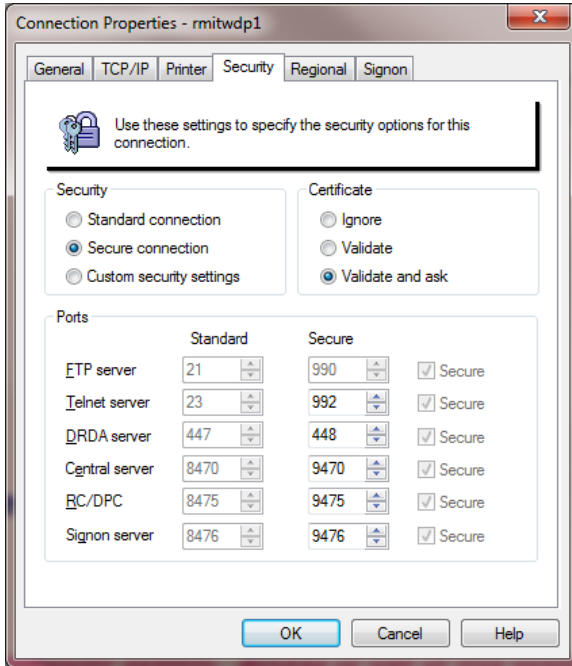 Connection Properties - rmitwdp1
General TCP/IP Printer Security Regional Signon
Use these settings to specify the security options for this
connection.
Security
Standard connection
Secure connection
Custom security settings
Certificate
Ignore
Validate
Validate and ask
Ports
Standard Secure
FTP server 21 990 Secure
Telnet server 23 992 Secure
DRDA server 447 448 Secure
Central server 8470 9470 Secure
RC/DPC 8475 9475 Secure
Signon server 8476 9476 Secure
OK Cancel Help